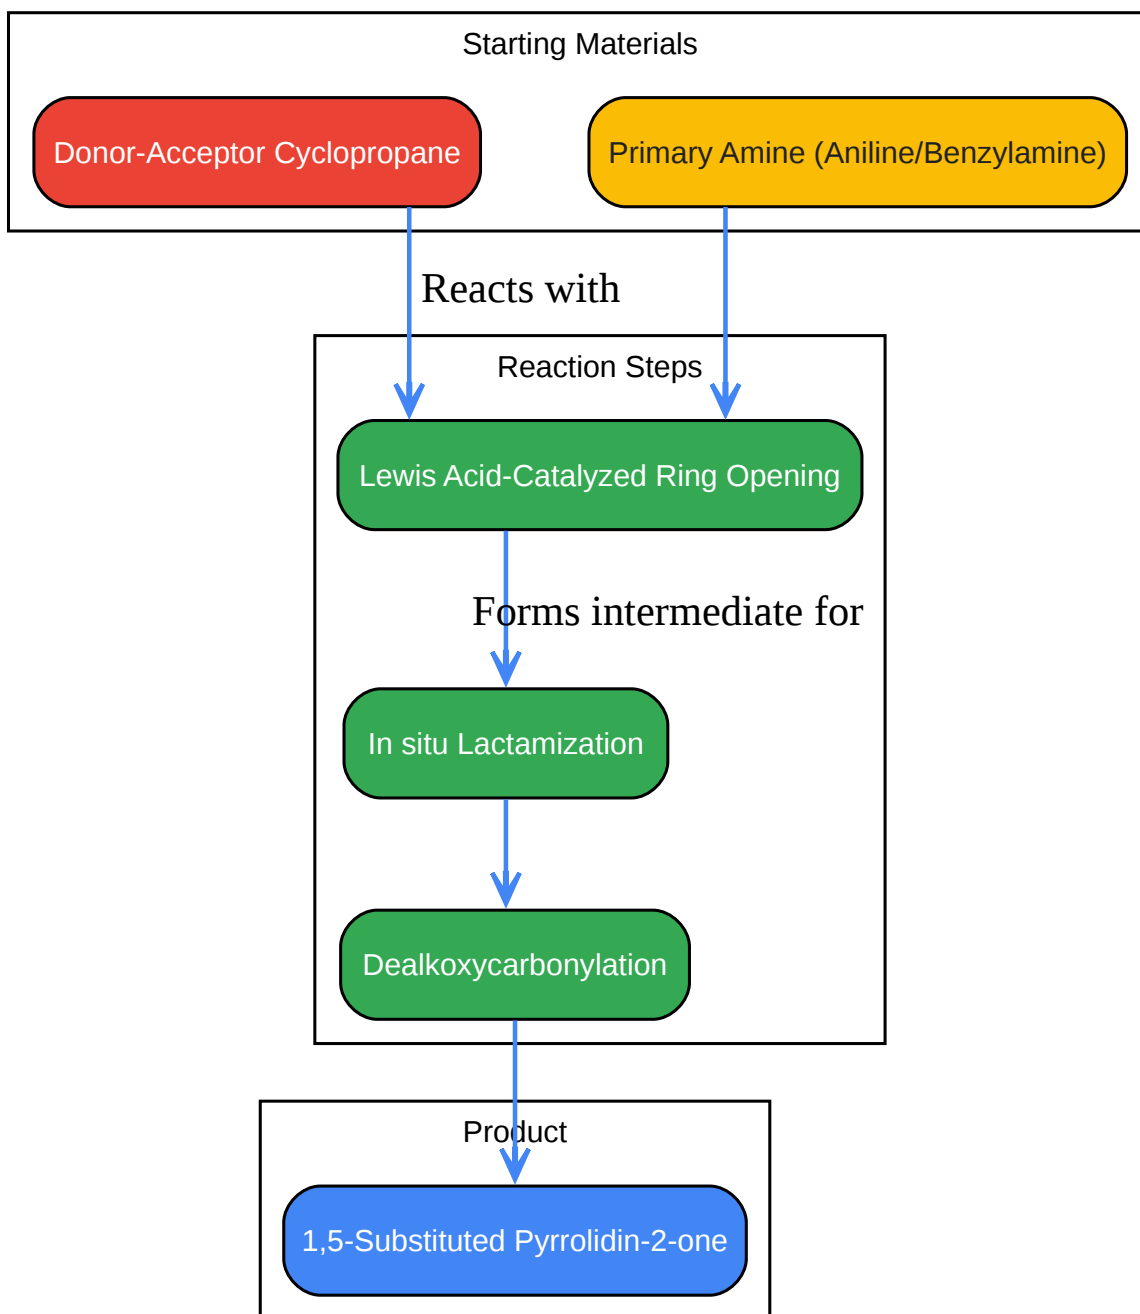 Starting Materials
Donor-Acceptor Cyclopropane
Primary Amine (Aniline/Benzylamine)
Reacts with
Reaction Steps
Lewis Acid-Catalyzed Ring Opening
Forms intermediate for
In situ Lactamization
Dealkoxycarbonylation
Product
1,5-Substituted Pyrrolidin-2-one